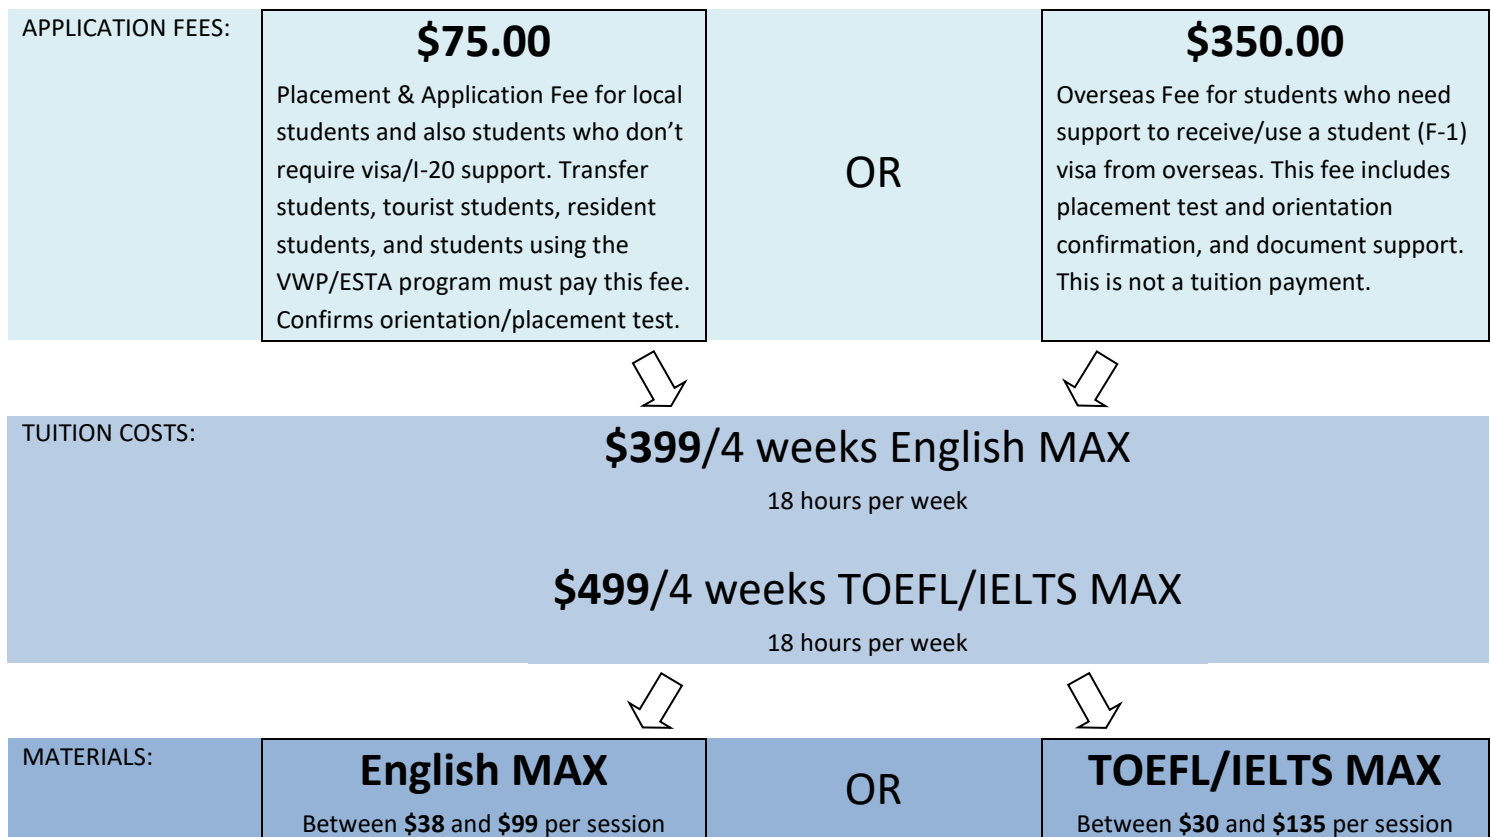 APPLICATION FEES:
$75.00
Placement & Application Fee for local
students and also students who don’t
require visa/I-20 support. Transfer
students, tourist students, resident
students, and students using the
VWP/ESTA program must pay this fee.
Confirms orientation/placement test.
OR
$350.00
Overseas Fee for students who need
support to receive/use a student (F-1)
visa from overseas. This fee includes
placement test and orientation
confirmation, and document support.
This is not a tuition payment.
TUITION COSTS:
$399/4 weeks English MAX
18 hours per week
$499/4 weeks TOEFL/IELTS MAX
18 hours per week
MATERIALS:
English MAX
Between $38 and $99 per session
OR
TOEFL/IELTS MAX
Between $30 and $135 per session